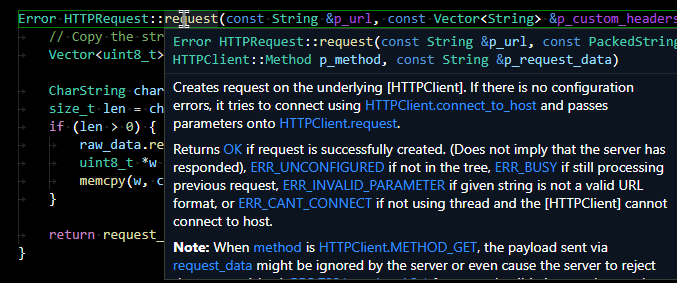 Error HTTPRequest::request(const String &p_url, const Vector<String> &p_custom_headers
// Copy the str
Vector<uint8_t>
CharString char
size_t len = ch
if (len > 0) {
raw_data.re
uint8_t *w
memcpy(w, c
}
return request_
}
Error HTTPRequest::request(const String &p_url, const PackedString
HTTPClient::Method p_method, const String &p_request_data)
Creates request on the underlying [HTTPClient]. If there is no configuration
errors, it tries to connect using HTTPClient.connect_to_host and passes
parameters onto HTTPClient.request.
Returns OK if request is successfully created. (Does not imply that the server has
responded), ERR_UNCONFIGURED if not in the tree, ERR_BUSY if still processing
previous request, ERR_INVALID_PARAMETER if given string is not a valid URL
format, or ERR_CANT_CONNECT if not using thread and the [HTTPClient] cannot
connect to host.
Note: When method is HTTPClient.METHOD_GET, the payload sent via
request_data might be ignored by the server or even cause the server to reject